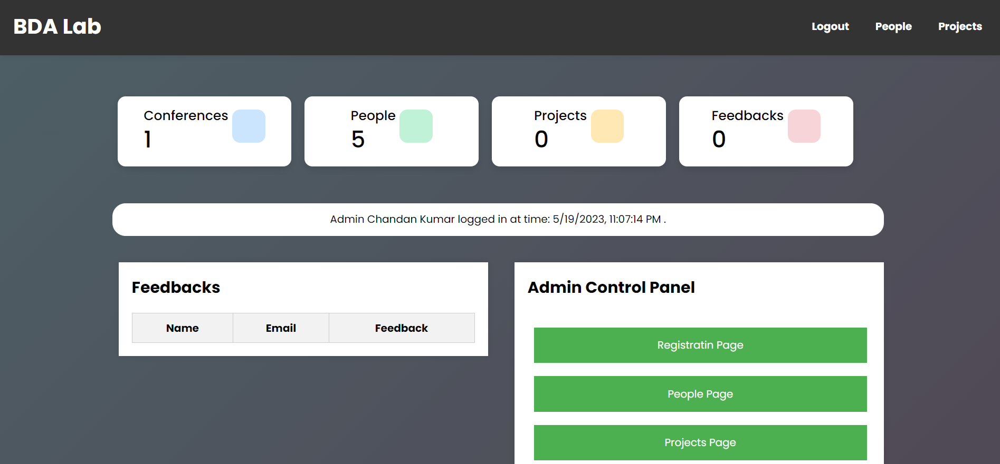 BDA Lab
Logout People Projects
Conferences
1
People
5
Projects
0
Feedbacks
0
Admin Chandan Kumar logged in at time: 5/19/2023, 11:07:14 PM .
Feedbacks
Name Email Feedback
Admin Control Panel
Registratin Page
People Page
Projects Page